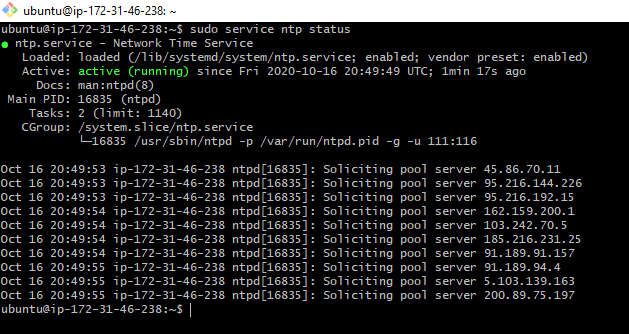 ubuntu@ip-172-31-46-238: ~
ubuntu@ip-172-31-46-238:~$ sudo service ntp status
● ntp.service - Network Time Service
Loaded: loaded (/lib/systemd/system/ntp.service; enabled; vendor preset: enabled)
Active: active (running) since Fri 2020-10-16 20:49:49 UTC; 1min 17s ago
Docs: man:ntpd(8)
Main PID: 16835 (ntpd)
Tasks: 2 (limit: 1140)
CGroup: /system.slice/ntp.service
└─16835 /usr/sbin/ntpd -p /var/run/ntpd.pid -g -u 111:116
Oct 16 20:49:53 ip-172-31-46-238 ntpd[16835]: Soliciting pool server 45.86.70.11
Oct 16 20:49:53 ip-172-31-46-238 ntpd[16835]: Soliciting pool server 95.216.144.226
Oct 16 20:49:53 ip-172-31-46-238 ntpd[16835]: Soliciting pool server 95.216.192.15
Oct 16 20:49:54 ip-172-31-46-238 ntpd[16835]: Soliciting pool server 162.159.200.1
Oct 16 20:49:54 ip-172-31-46-238 ntpd[16835]: Soliciting pool server 103.242.70.5
Oct 16 20:49:54 ip-172-31-46-238 ntpd[16835]: Soliciting pool server 185.216.231.25
Oct 16 20:49:54 ip-172-31-46-238 ntpd[16835]: Soliciting pool server 91.189.91.157
Oct 16 20:49:55 ip-172-31-46-238 ntpd[16835]: Soliciting pool server 91.189.94.4
Oct 16 20:49:55 ip-172-31-46-238 ntpd[16835]: Soliciting pool server 5.103.139.163
Oct 16 20:49:55 ip-172-31-46-238 ntpd[16835]: Soliciting pool server 200.89.75.197
ubuntu@ip-172-31-46-238:~$